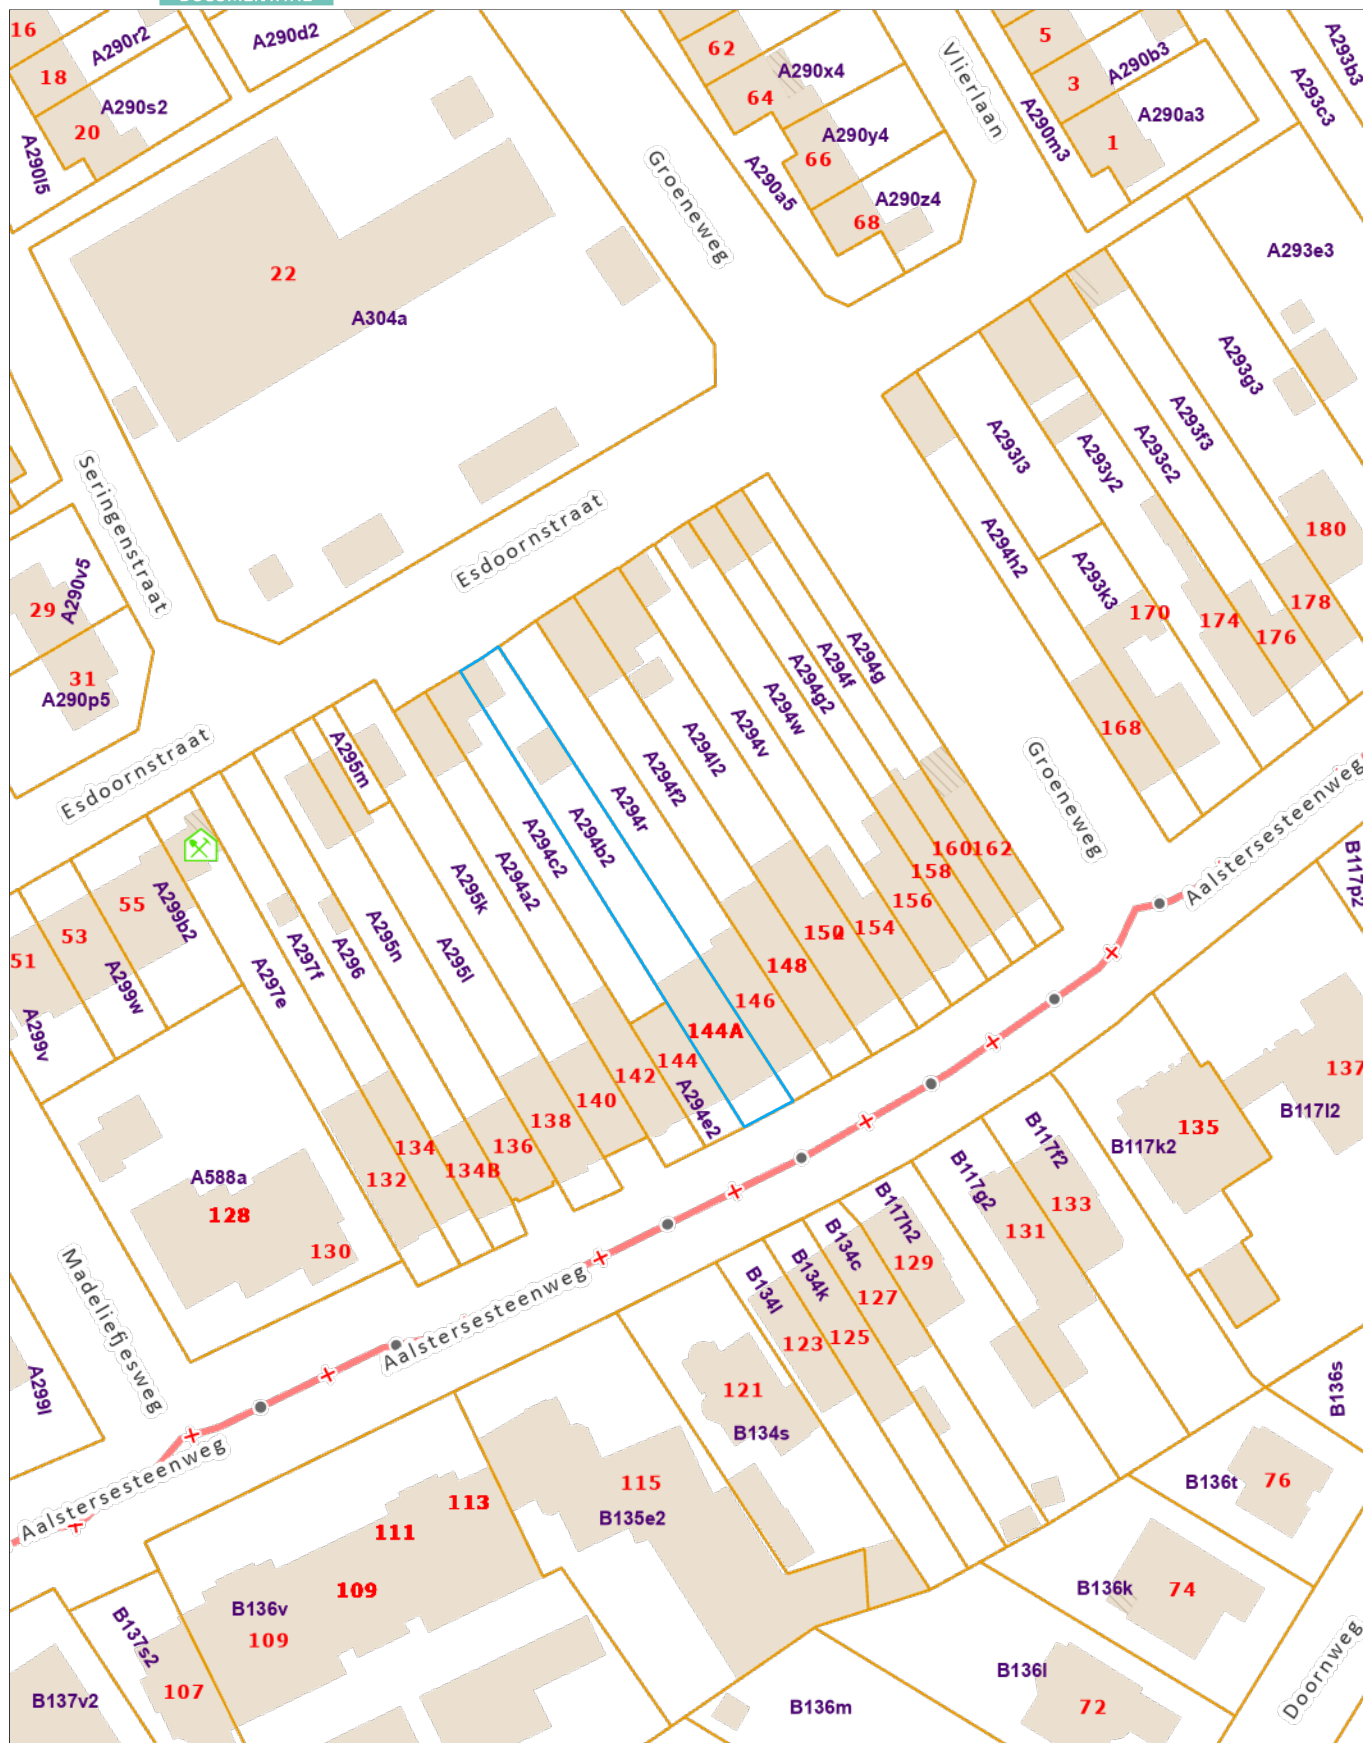 16
A290r2
A290d2
62
A290x4
Vlierlaan
5
A290b3
A293b3
18
A290s2
64
3
A293c3
20
A290y4
A290m3
A290a3
A290l5
66
1
Groeneweg
A290a5
A290z4
68
A293e3
22
A304a
A293g3
A293f3
A293l3
A293c2
A293y2
Seringenstraat
Esdoornstraat
180
A294h2
A290v5
A293k3
29
178
170
174
176
A294g
A294f
31
A294g2
A290p5
A294w
A294v
168
A294l2
Esdoornstraat
A295m
A294f2
Groeneweg
Aalstersesteenweg
A294r
A294b2
A294c2
160
162
158
B117p2
A294a2
A295k
55
A299b2
156
53
154
150
A295n
A295l
A296
A297f
51
148
A297e
A299w
146
A299v
144A
144
142
137
A294e2
140
B117l2
138
135
B117k2
B117f2
134
136
134B
A588a
132
B117g2
133
128
B117h2
131
130
B134c
129
B134k
Madeliefjesweg
B134l
127
Aalstersesteenweg
125
123
A299l
121
B136s
B134s
Aalstersesteenweg
115
B136t
76
113
B135e2
111
109
B136k
74
B136v
B137s2
109
Doornweg
B136l
107
B137v2
B136m
72